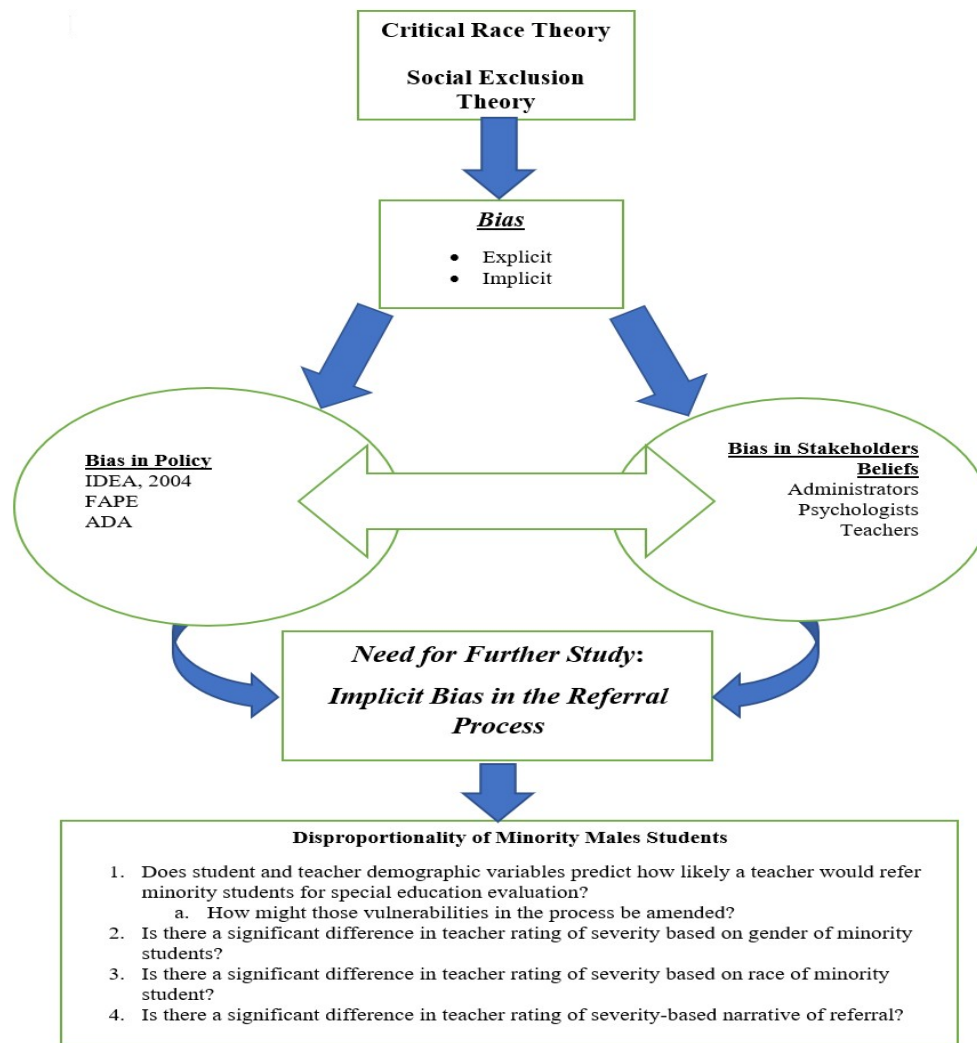 Critical Race Theory
Social Exclusion
Theory
Bias
• Explicit
• Implicit
Bias in Policy
IDEA, 2004
FAPE
ADA
Bias in Stakeholders
Beliefs
Administrators
Psychologists
Teachers
Need for Further Study:
Implicit Bias in the Referral
Process
Disproportionality of Minority Males Students
1. Does student and teacher demographic variables predict how likely a teacher would refer
minority students for special education evaluation?
a. How might those vulnerabilities in the process be amended?
2. Is there a significant difference in teacher rating of severity based on gender of minority
students?
3. Is there a significant difference in teacher rating of severity based on race of minority
student?
4. Is there a significant difference in teacher rating of severity-based narrative of referral?